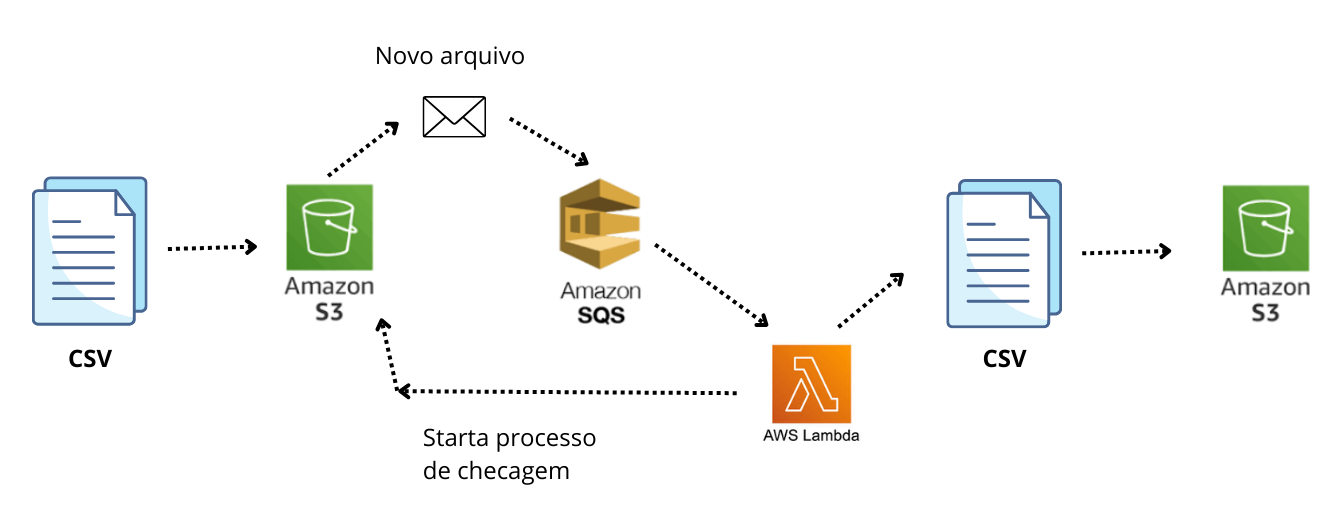 Novo arquivo
CSV
Amazon
S3
Amazon
SQS
Starta processo
de checagem
AWS Lambda
CSV
Amazon
S3